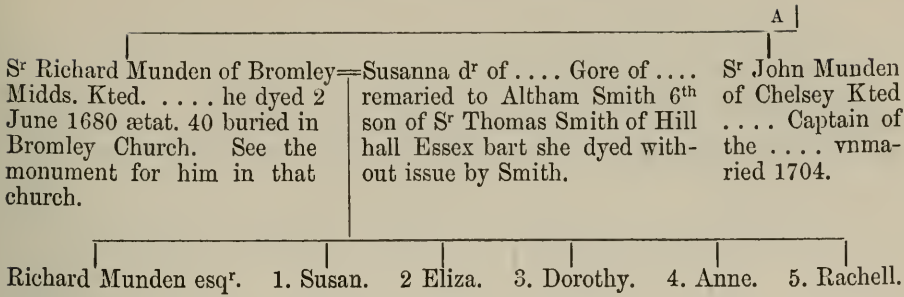 A
Sʳ Richard Munden of Bromley=
Midds. Kted. . . . . he dyed 2
June 1680 ætat. 40 buried in
Bromley Church. See the
monument for him in that
church.
Susanna dʳ of . . . . Gore of . . . .
remaried to Altham Smith 6ᵗʰ
son of Sʳ Thomas Smith of Hill
hall Essex bart she dyed with-
out issue by Smith.
Sʳ John Munden
of Chelsey Kted
. . . . Captain of
the . . . . vnma-
ried 1704.
Richard Munden esqʳ. 1. Susan. 2 Eliza. 3. Dorothy. 4. Anne. 5. Rachell.